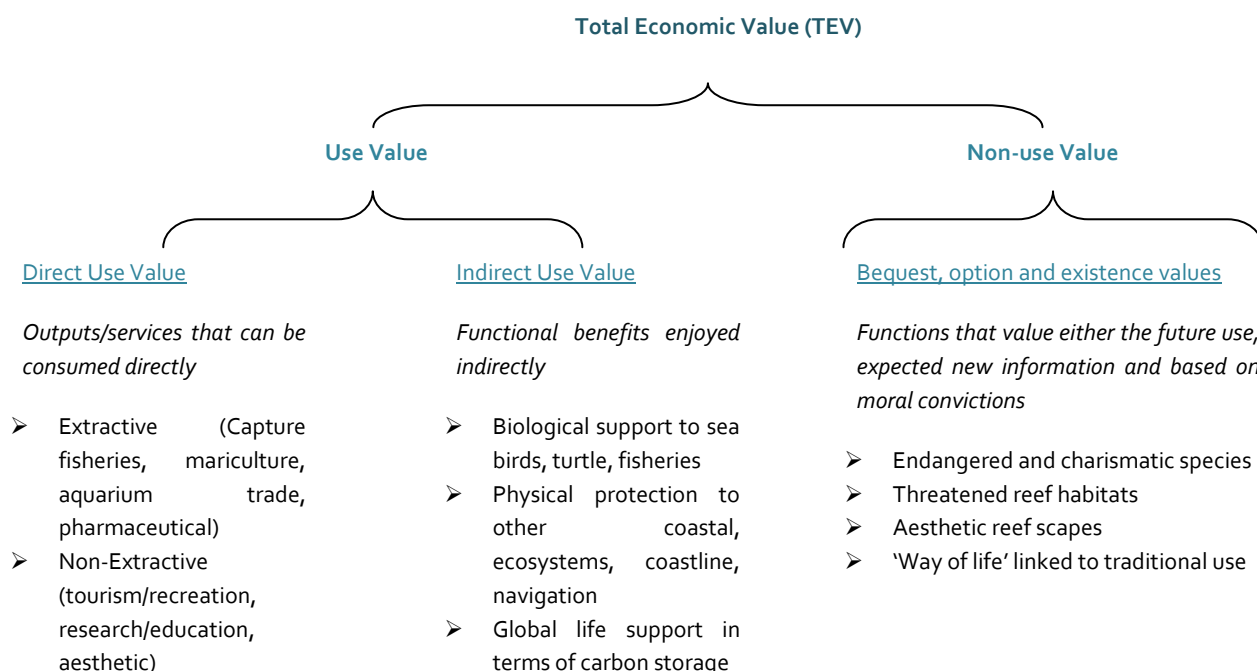 Total Economic Value (TEV)
Use Value
Non-use Value
Direct Use Value
Outputs/services that can be
consumed directly
➢ Extractive (Capture
fisheries, mariculture,
aquarium trade,
pharmaceutical)
➢ Non-Extractive
(tourism/recreation,
research/education,
aesthetic)
Indirect Use Value
Functional benefits enjoyed
indirectly
➢ Biological support to sea
birds, turtle, fisheries
➢ Physical protection to
other coastal,
ecosystems, coastline,
navigation
➢ Global life support in
terms of carbon storage
Bequest, option and existence values
Functions that value either the future use,
expected new information and based on
moral convictions
➢ Endangered and charismatic species
➢ Threatened reef habitats
➢ Aesthetic reef scapes
➢ ‘Way of life’ linked to traditional use